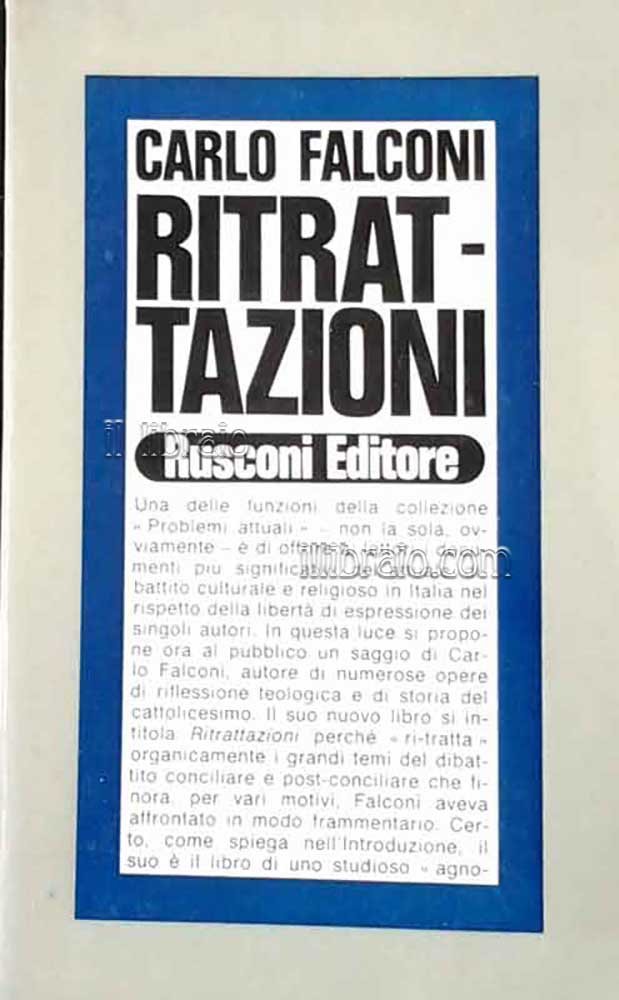 CARLO FALCONI
RITRAT-
TAZIONI
Rusconi Editore
il libraio
Una delle funzioni della collezione
« Problemi attuali » – non la sola, ov-
viamente – è di
illibraio.com
menti più
battito culturale e religioso in Italia nel
rispetto della libertà di espressione dei
singoli autori. In questa luce si propo-
ne ora al pubblico un saggio di Car-
lo Falconi, autore di numerose opere
di riflessione teologica e di storia del
cattolicesimo. Il suo nuovo libro si in-
titola Ritrattazioni perché « ri-tratta »
organicamente i grandi temi del dibat-
tito conciliare e post-conciliare che fi-
nora, per vari motivi, Falconi aveva
affrontato in modo frammentario. Cer-
to, come spiega nell'Introduzione, il
suo è il libro di uno studioso « agno-